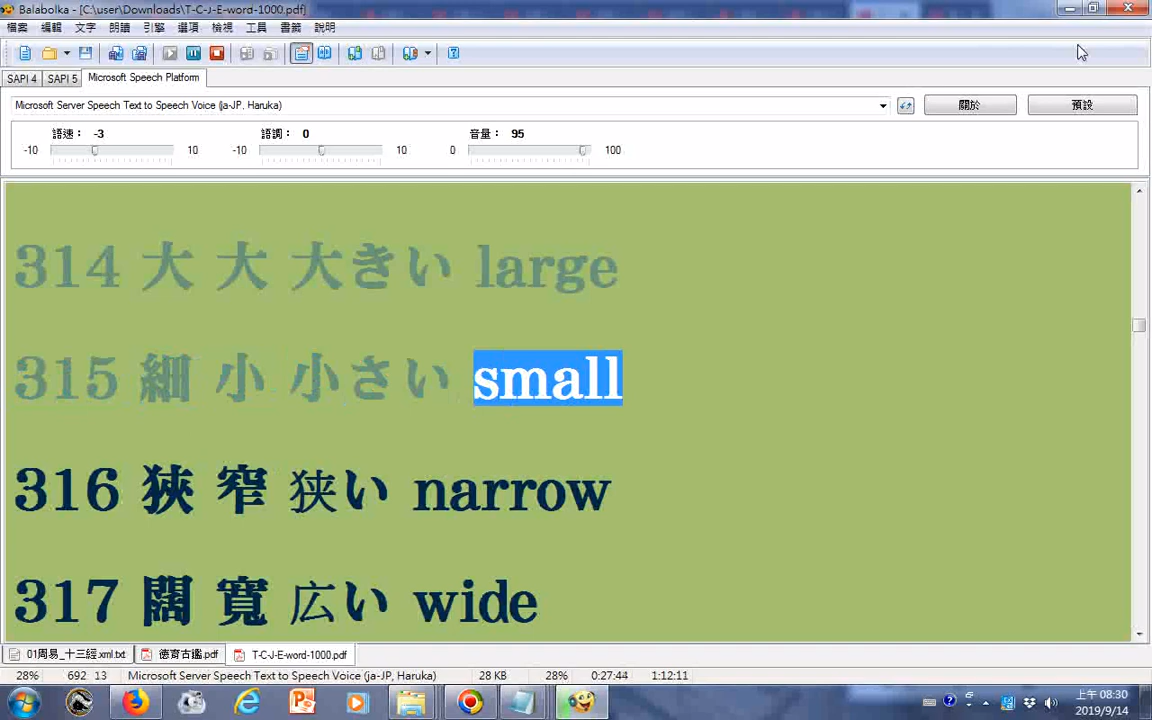 Balabolka - [C:\user\Downloads\T-C-J-E-word-1000.pdf]
檔案 編輯 文字 朗讀 引擎 選項 檢視 工具 書籤 說明
SAPI 4 SAPI 5 Microsoft Speech Platform
Microsoft Server Speech Text to Speech Voice (ja-JP, Haruka)
關於 預設
語速： -3 語調： 0 音量： 95
-10 10 -10 10 0 100
314 大 大 大きい large
315 細 小 小さい small
316 狹 窄 狭い narrow
317 闊 寬 広い wide
01周易_十三經.xml.txt 德育古鑑.pdf T-C-J-E-word-1000.pdf
28% 692 13 Microsoft Server Speech Text to Speech Voice (ja-JP, Haruka) 28 KB 28% 0:27:44 1:12:11
上午 08:30
2019/9/14